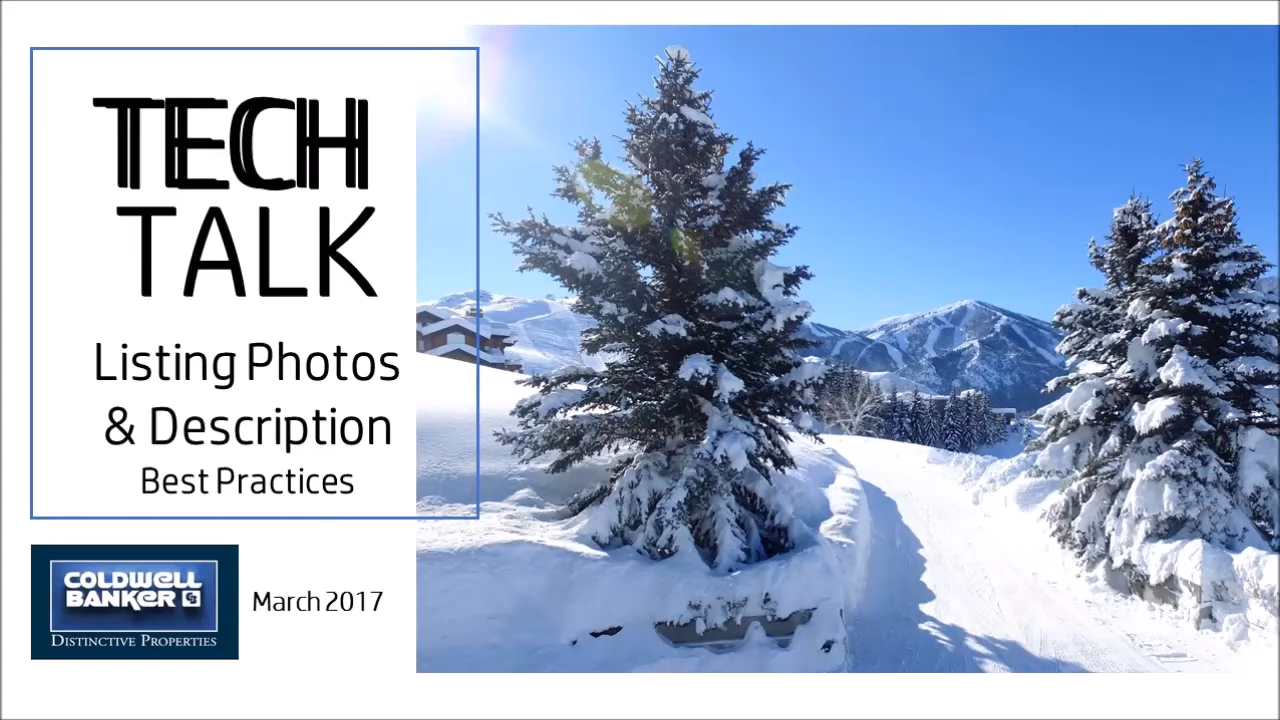 TECH
TALK
Listing Photos
& Description
Best Practices
COLDWELL
BANKER
DISTINCTIVE PROPERTIES
March 2017